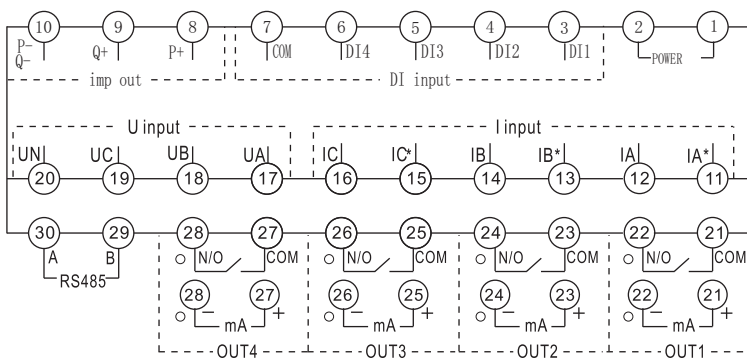 10 9 8 7 6 5 4 3 2 1
P- Q- Q+ P+ COM DI4 DI3 DI2 DI1 POWER
imp out DI input
U input I input
UN UC UB UA IC IC* IB IB* IA IA*
20 19 18 17 16 15 14 13 12 11
30 29 28 27 26 25 24 23 22 21
A B N/O COM N/O COM N/O COM N/O COM
RS485
28 27 26 25 24 23 22 21
− mA + − mA + − mA + − mA +
OUT4 OUT3 OUT2 OUT1